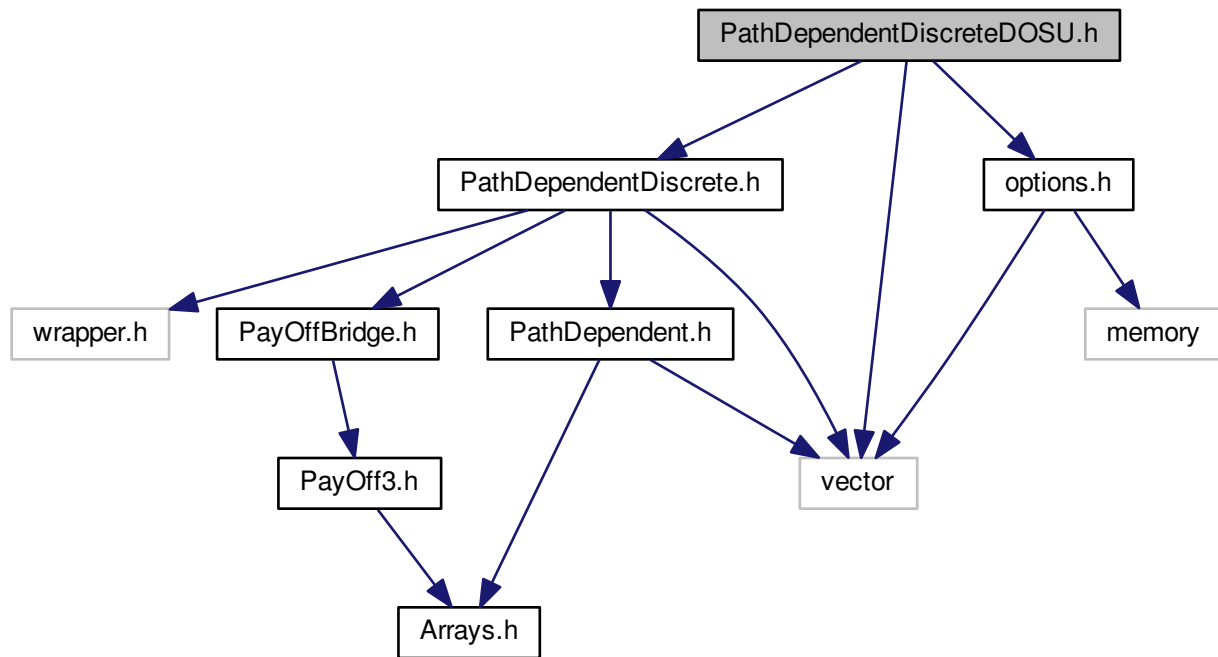 PathDependentDiscreteDOSU.h
PathDependentDiscrete.h
options.h
wrapper.h
PayOffBridge.h
PathDependent.h
memory
PayOff3.h
vector
Arrays.h